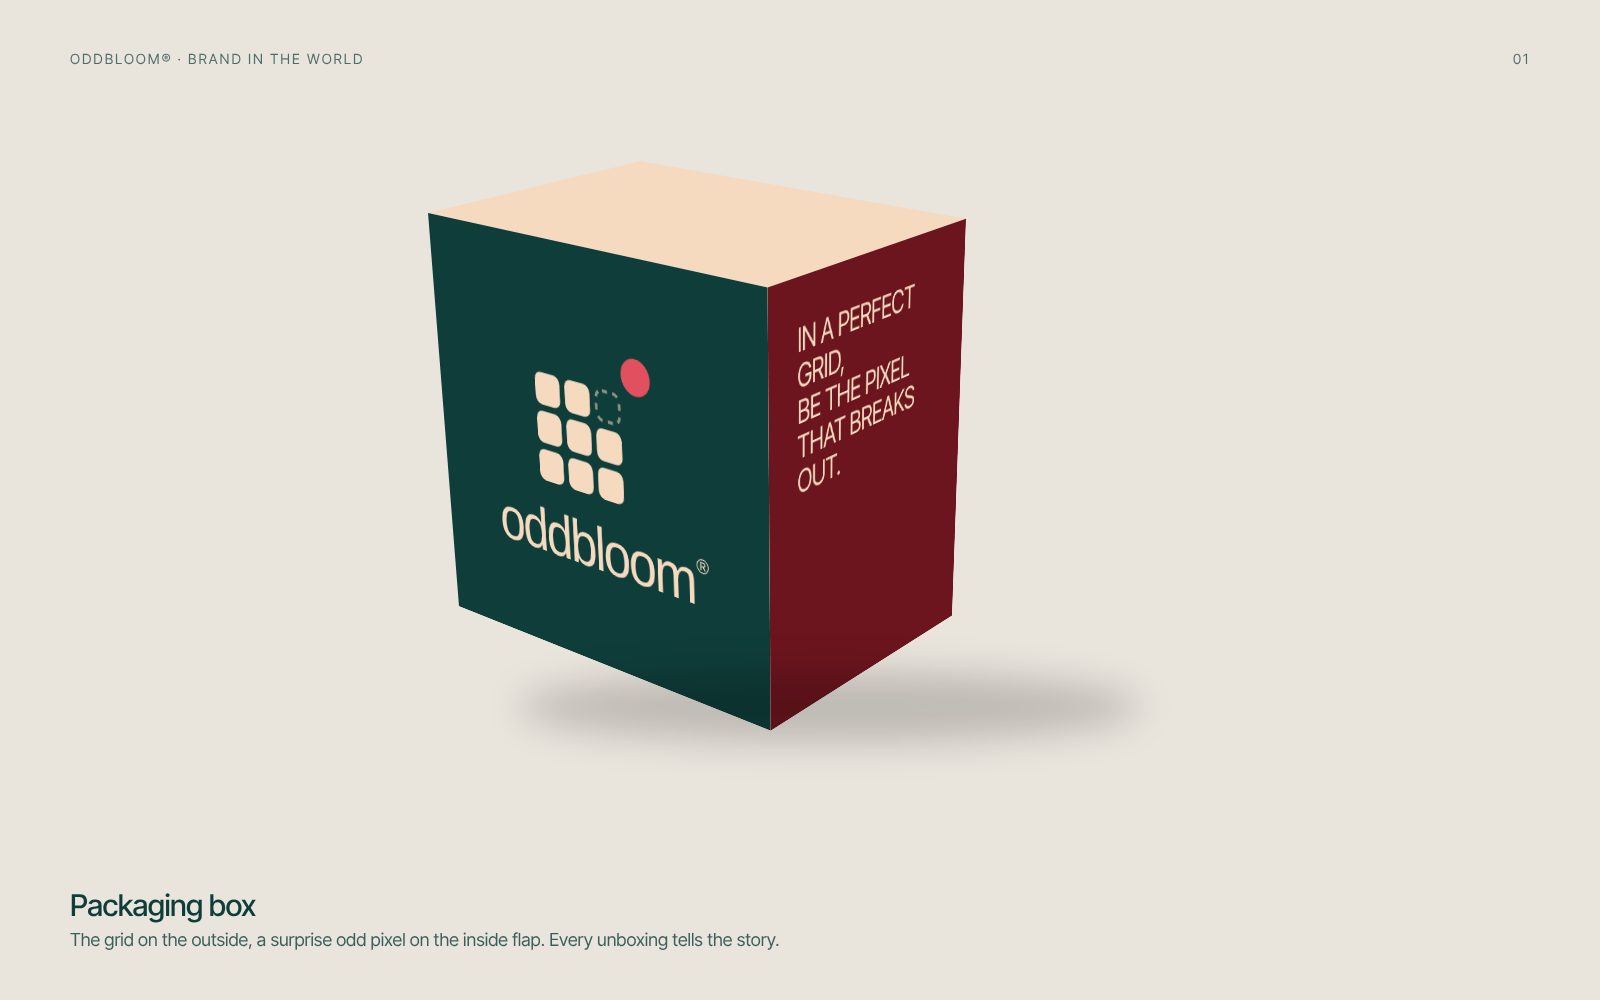 ODDBLOOM® · BRAND IN THE WORLD
01
oddbloom®
IN A PERFECT
GRID,
BE THE PIXEL
THAT BREAKS
OUT.
Packaging box
The grid on the outside, a surprise odd pixel on the inside flap. Every unboxing tells the story.